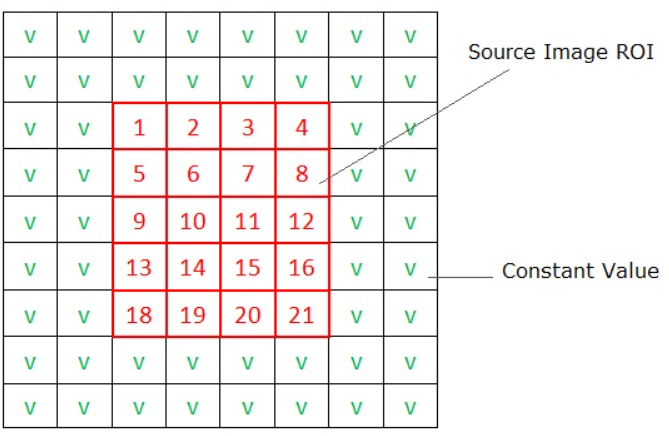 v v v v v v v v
Source Image ROI
v v v v v v v v
v v 1 2 3 4 v v
v v 5 6 7 8 v v
v v 9 10 11 12 v v
v v 13 14 15 16 v v
Constant Value
v v 18 19 20 21 v v
v v v v v v v v
v v v v v v v v